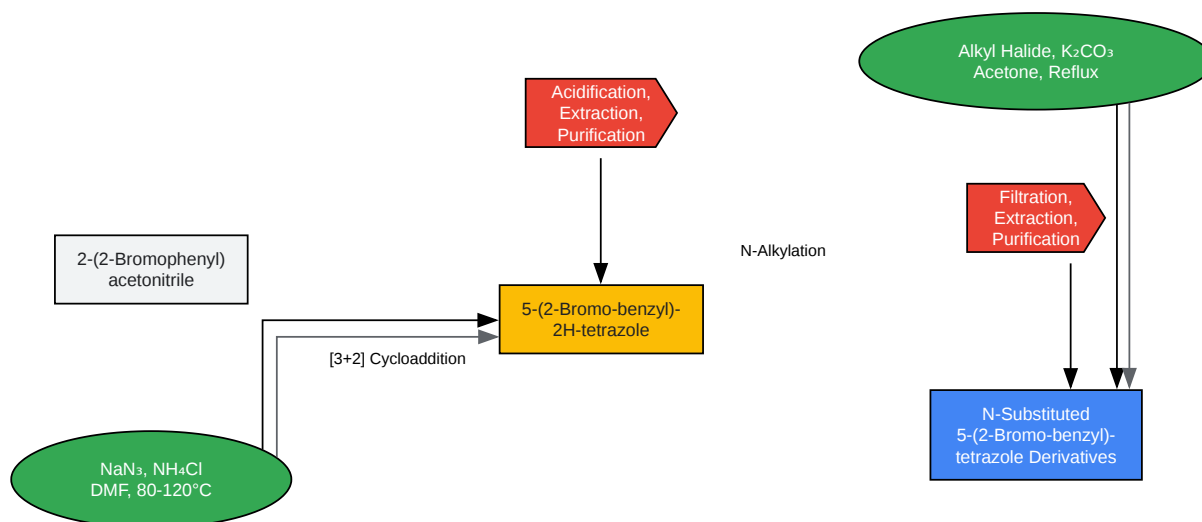 Alkyl Halide, K₂CO₃
Acetone, Reflux
Acidification,
Extraction,
Purification
Filtration,
Extraction,
Purification
N-Alkylation
2-(2-Bromophenyl)
acetonitrile
5-(2-Bromo-benzyl)-
2H-tetrazole
[3+2] Cycloaddition
N-Substituted
5-(2-Bromo-benzyl)-
tetrazole Derivatives
NaN₃, NH₄Cl
DMF, 80-120°C